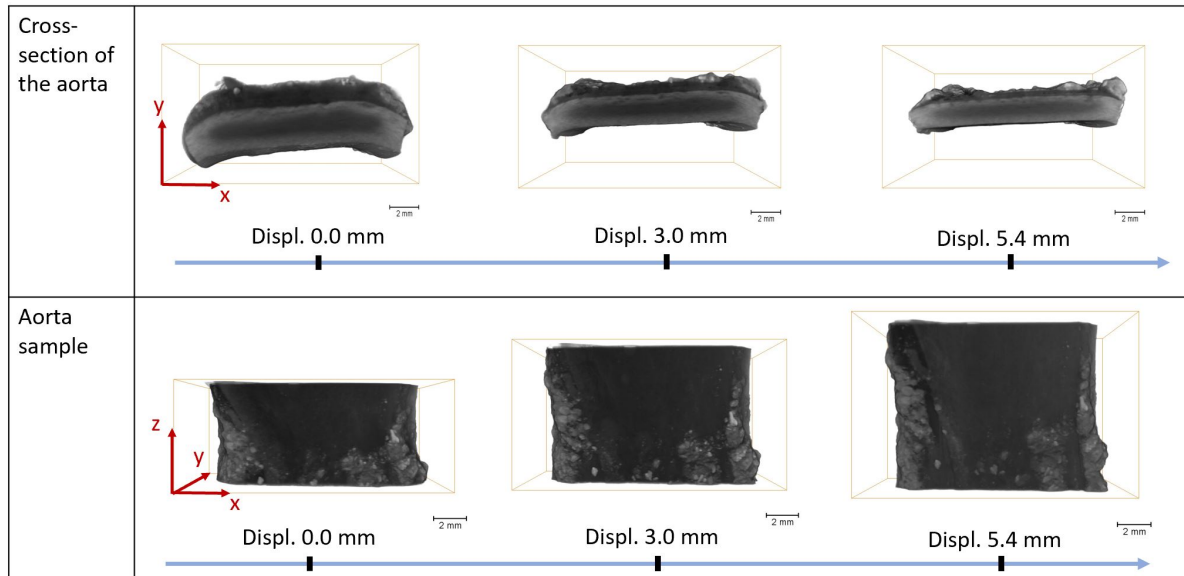 Cross-
section of
the aorta
y
x
2 mm
2 mm
2 mm
Displ. 0.0 mm
Displ. 3.0 mm
Displ. 5.4 mm
Aorta
sample
z
y
x
2 mm
2 mm
2 mm
Displ. 0.0 mm
Displ. 3.0 mm
Displ. 5.4 mm